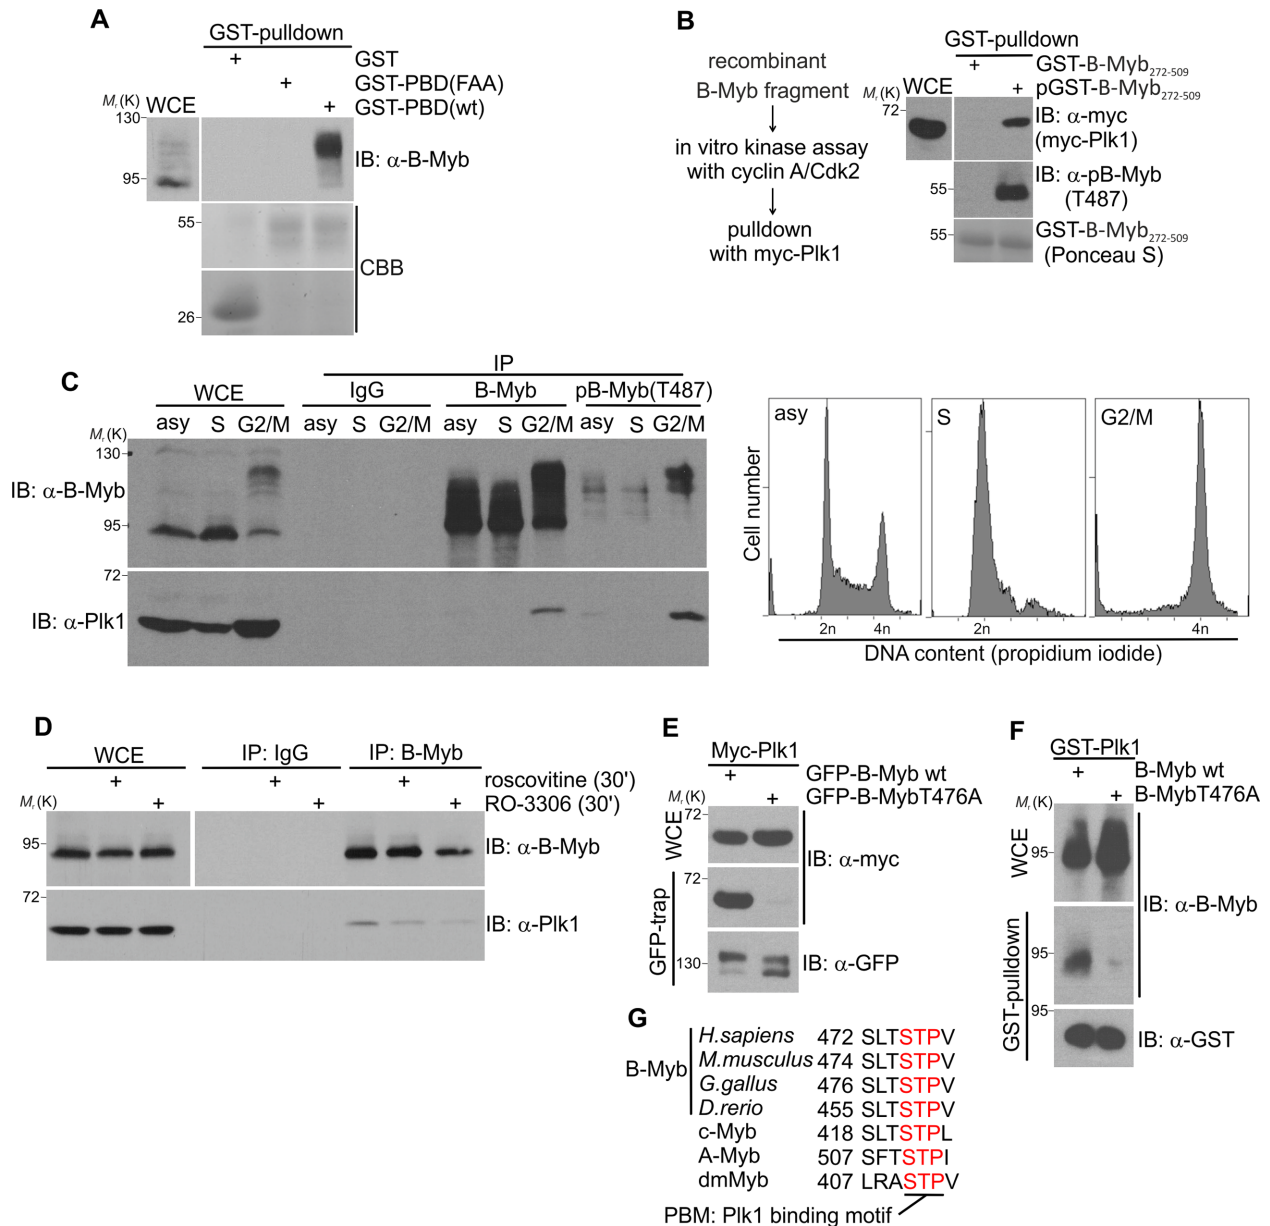 A
GST-pulldown
+ GST
+ GST-PBD(FAA)
+ GST-PBD(wt)
Mr (K) WCE
130
95
IB: α-B-Myb
55
CBB
26
B
recombinant
B-Myb fragment
in vitro kinase assay
with cyclin A/Cdk2
pulldown
with myc-Plk1
GST-pulldown
+ GST-B-Myb272-509
+ pGST-B-Myb272-509
Mr (K) WCE
72
IB: α-myc
(myc-Plk1)
IB: α-pB-Myb
(T487)
55
GST-B-Myb272-509
(Ponceau S)
55
C
IP
WCE IgG B-Myb pB-Myb(T487)
asy S G2/M asy S G2/M asy S G2/M asy S G2/M
Mr (K)
130
IB: α-B-Myb
95
72
IB: α-Plk1
asy S G2/M
Cell number
2n 4n 2n 4n
DNA content (propidium iodide)
D
WCE IP: IgG IP: B-Myb
+ + + roscovitine (30')
+ + + RO-3306 (30')
Mr (K)
95
IB: α-B-Myb
72
IB: α-Plk1
E
Myc-Plk1
+ GFP-B-Myb wt
+ GFP-B-MybT476A
Mr (K)
72
WCE
IB: α-myc
72
GFP-trap
130
IB: α-GFP
F
GST-Plk1
+ B-Myb wt
+ B-MybT476A
Mr (K)
WCE
95
IB: α-B-Myb
95
GST-pulldown
95
IB: α-GST
G
B-Myb
H.sapiens 472 SLTSTPV
M.musculus 474 SLTSTPV
G.gallus 476 SLTSTPV
D.rerio 455 SLTSTPV
c-Myb 418 SLTSTPL
A-Myb 507 SFTSTPI
dmMyb 407 LRASTPV
PBM: Plk1 binding motif